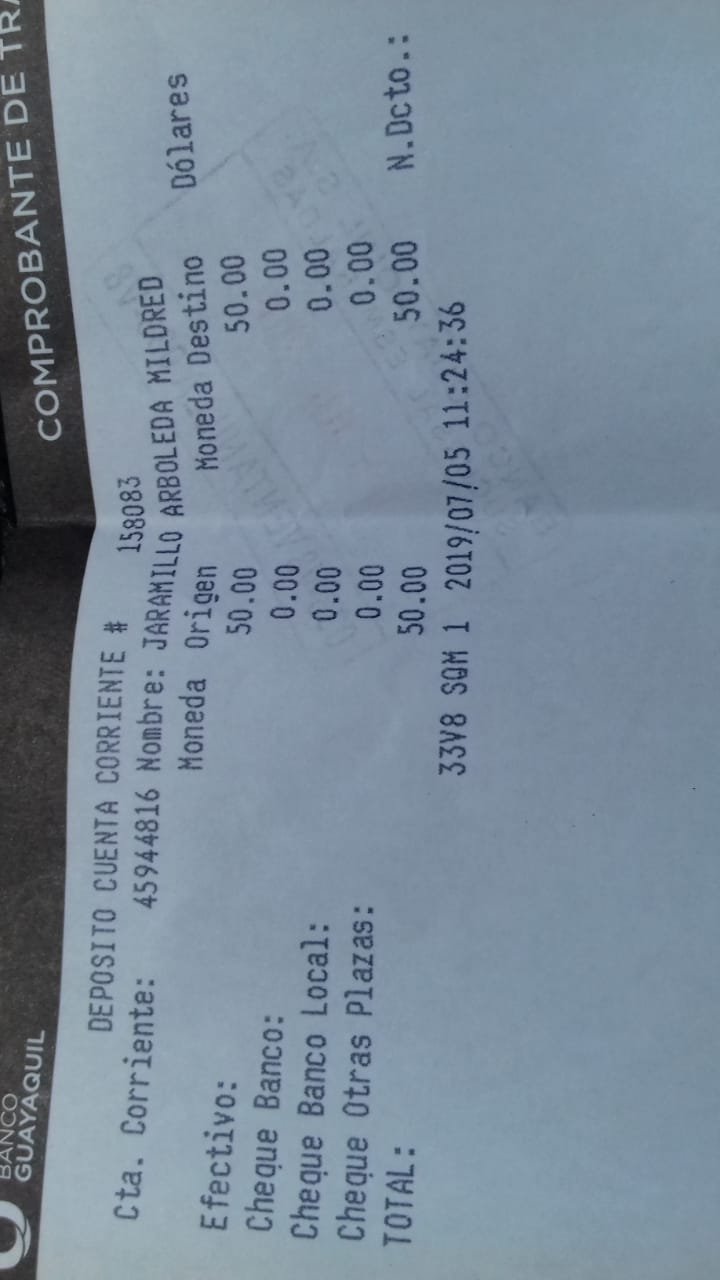 BANCO
GUAYAQUIL
COMPROBANTE DE TRA
DEPOSITO CUENTA CORRIENTE # 158083
Cta. Corriente: 45944816 Nombre: JARAMILLO ARBOLEDA MILDRED
Moneda Origen Moneda Destino Dólares
Efectivo: 50.00 50.00
Cheque Banco: 0.00 0.00
Cheque Banco Local: 0.00 0.00
Cheque Otras Plazas: 0.00 0.00
TOTAL: 50.00 50.00 N.Dcto.:
33V8 SQM 1 2019/07/05 11:24:36